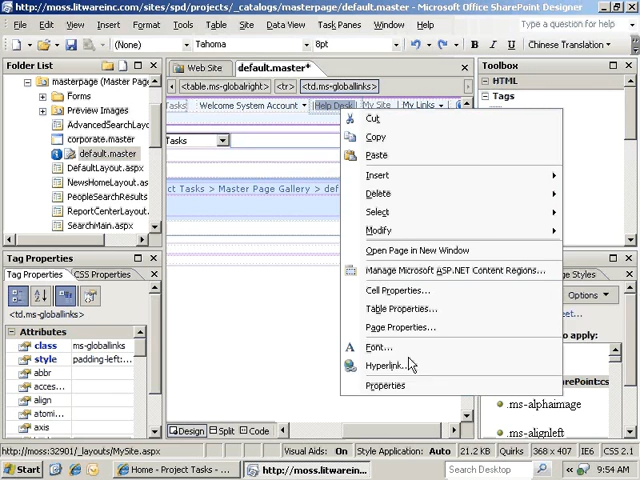 http://moss.litwareinc.com/sites/spd/projects/_catalogs/masterpage/default.master - Microsoft Office SharePoint Designer
File Edit View Insert Format Tools Table Site Data View Task Panes Window Help
Type a question for help
(None) Tahoma 8pt B I U Chinese Translation
Folder List
masterpage (Master Pag
Forms
Preview Images
AdvancedSearchLayo
corporate.master
default.master
DefaultLayout.aspx
NewsHomeLayout.asp
PeopleSearchResults
ReportCenterLayout.
SearchMain.aspx
Web Site default.master*
<table.ms-globalright> <tr> <td.ms-globallinks>
Tasks Welcome System Account Help Desk My Site My Links
Tasks
ct Tasks > Master Page Gallery > def
Cut
Copy
Paste
Insert
Delete
Select
Modify
Open Page in New Window
Manage Microsoft ASP.NET Content Regions...
Cell Properties...
Table Properties...
Page Properties...
Font...
Hyperlink...
Properties
Toolbox
HTML
Tags
Tag Properties
Tag Properties CSS Properties
<td.ms-globallinks>
Attributes
class ms-globallinks
style padding-left:...
abbr
acces...
align
atomi...
axis
Design Split Code
Page Styles
Options
eet...
o apply:
harePoint:cs
.ms-alphaimage
.ms-alignleft
http://moss:32901/_layouts/MySite.aspx
Visual Aids: On Style Application: Auto 21.2 KB Quirks 368 x 407 IE6 CSS 2.1
Start Home - Project Tasks - ... http://moss.litwarein... Search Desktop 9:54 AM